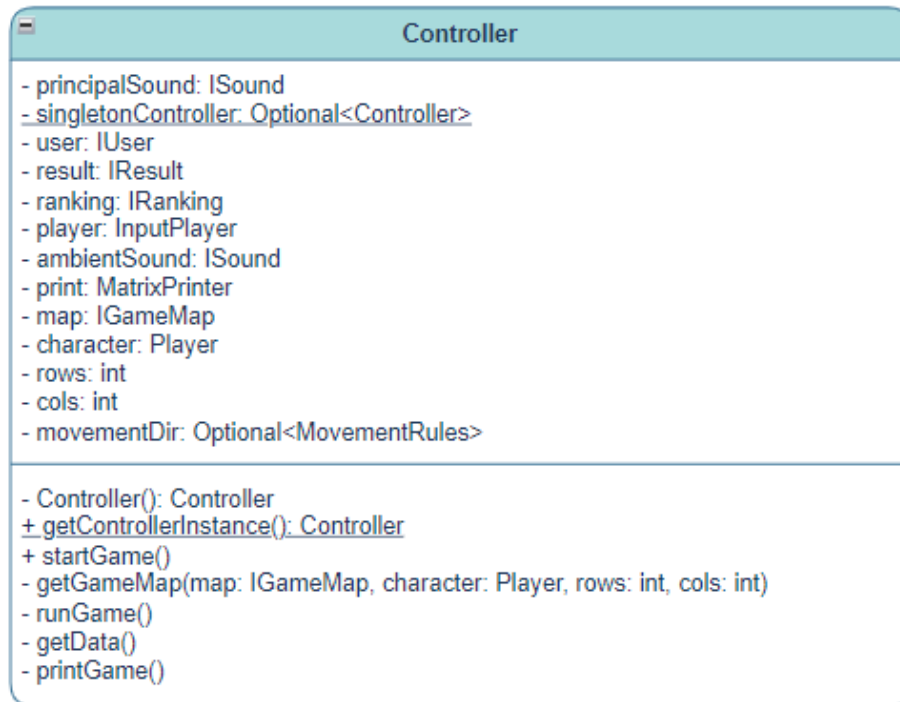 Controller
- principalSound: ISound
- singletonController: Optional<Controller>
- user: IUser
- result: IResult
- ranking: IRanking
- player: InputPlayer
- ambientSound: ISound
- print: MatrixPrinter
- map: IGameMap
- character: Player
- rows: int
- cols: int
- movementDir: Optional<MovementRules>
- Controller(): Controller
+ getControllerInstance(): Controller
+ startGame()
- getGameMap(map: IGameMap, character: Player, rows: int, cols: int)
- runGame()
- getData()
- printGame()